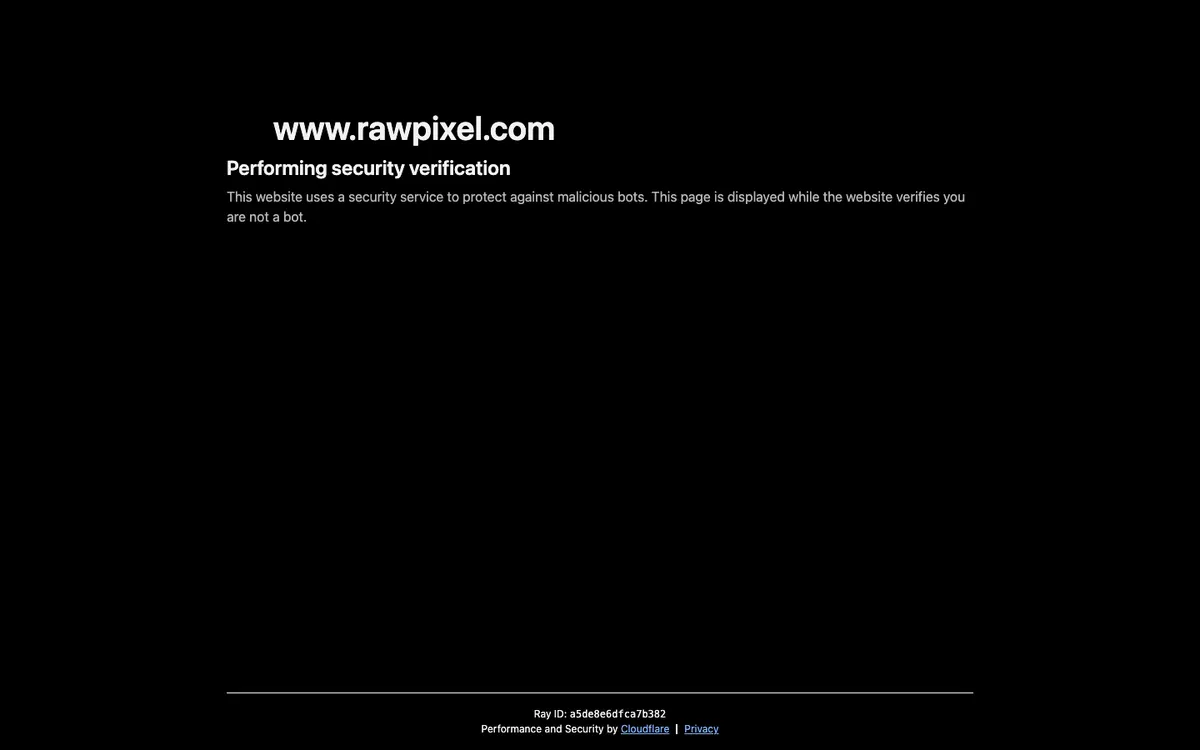 www.rawpixel.com
Performing security verification
This website uses a security service to protect against malicious bots. This page is displayed while the website verifies you
are not a bot.
Ray ID: a5de8e6dfca7b382
Performance and Security by Cloudflare | Privacy